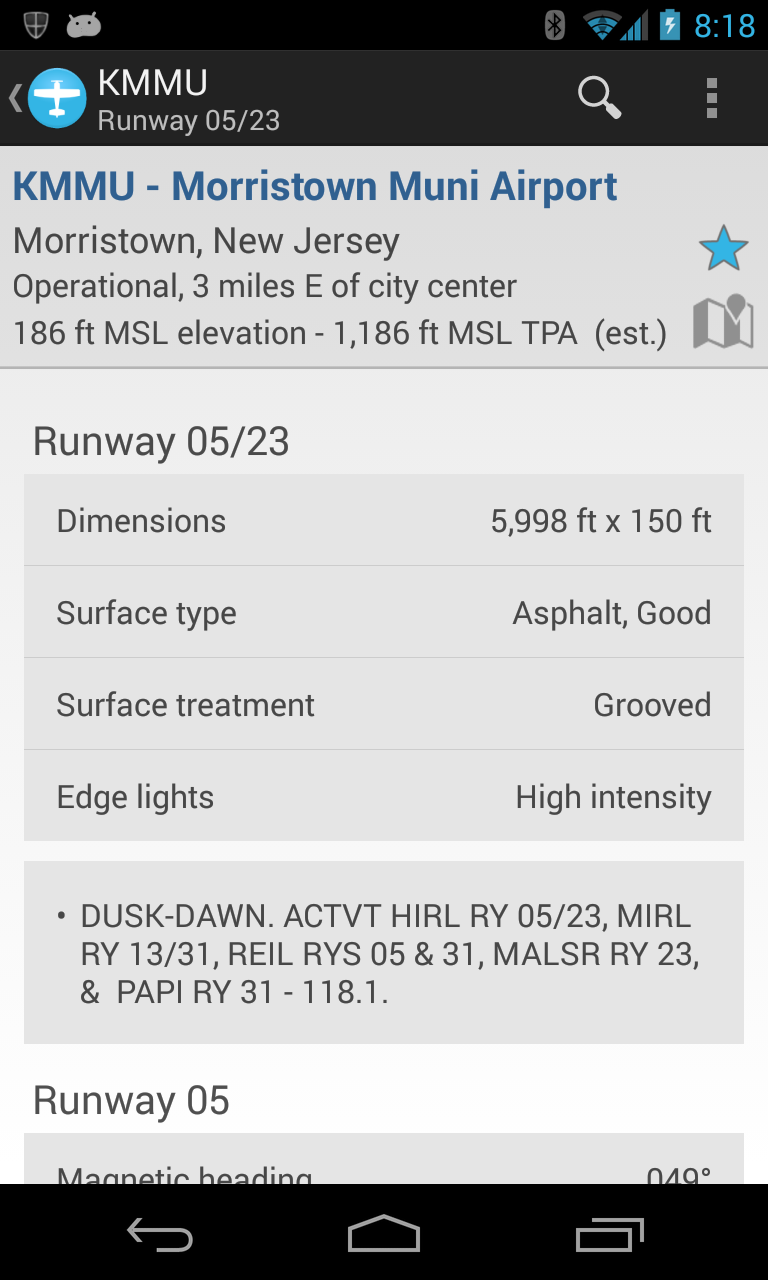 8:18
KMMU
Runway 05/23
KMMU - Morristown Muni Airport
Morristown, New Jersey
Operational, 3 miles E of city center
186 ft MSL elevation - 1,186 ft MSL TPA (est.)
Runway 05/23
Dimensions 5,998 ft x 150 ft
Surface type Asphalt, Good
Surface treatment Grooved
Edge lights High intensity
• DUSK-DAWN. ACTVT HIRL RY 05/23, MIRL
RY 13/31, REIL RYS 05 & 31, MALSR RY 23,
& PAPI RY 31 - 118.1.
Runway 05
Magnetic heading 049°